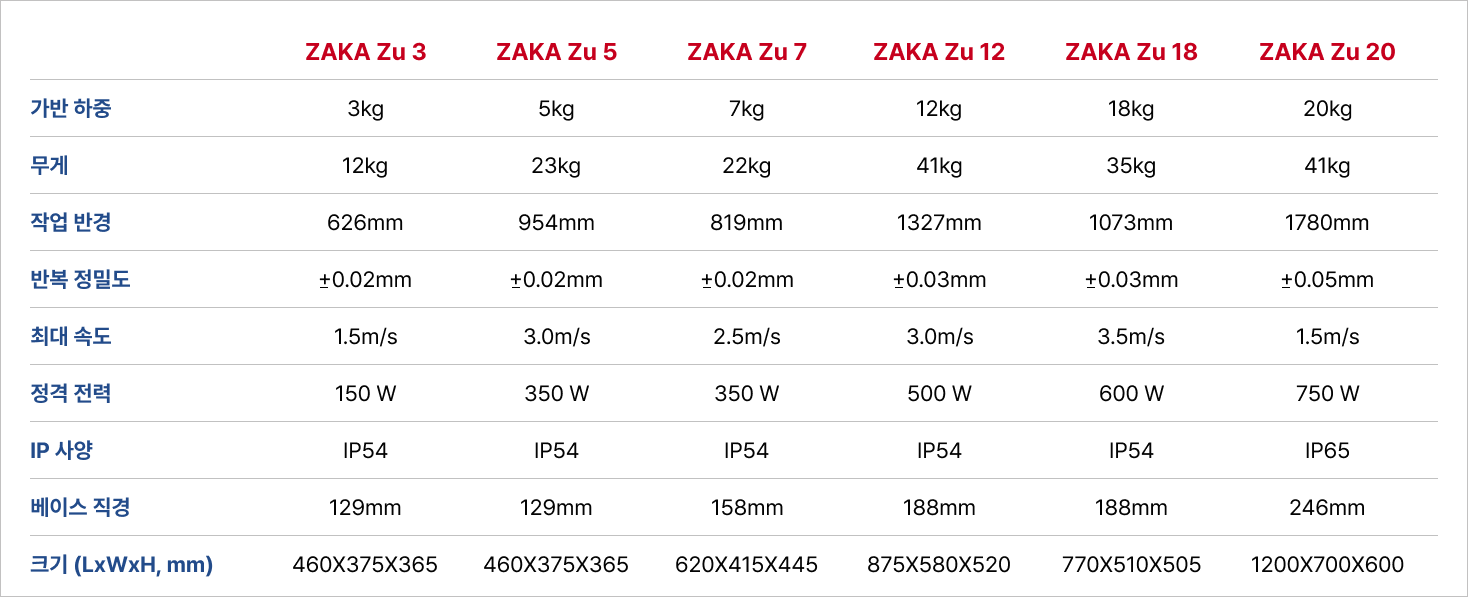 ZAKA Zu 3 ZAKA Zu 5 ZAKA Zu 7 ZAKA Zu 12 ZAKA Zu 18 ZAKA Zu 20
가반 하중 3kg 5kg 7kg 12kg 18kg 20kg
무게 12kg 23kg 22kg 41kg 35kg 41kg
작업 반경 626mm 954mm 819mm 1327mm 1073mm 1780mm
반복 정밀도 ±0.02mm ±0.02mm ±0.02mm ±0.03mm ±0.03mm ±0.05mm
최대 속도 1.5m/s 3.0m/s 2.5m/s 3.0m/s 3.5m/s 1.5m/s
정격 전력 150 W 350 W 350 W 500 W 600 W 750 W
IP 사양 IP54 IP54 IP54 IP54 IP54 IP65
베이스 직경 129mm 129mm 158mm 188mm 188mm 246mm
크기 (LxWxH, mm) 460X375X365 460X375X365 620X415X445 875X580X520 770X510X505 1200X700X600